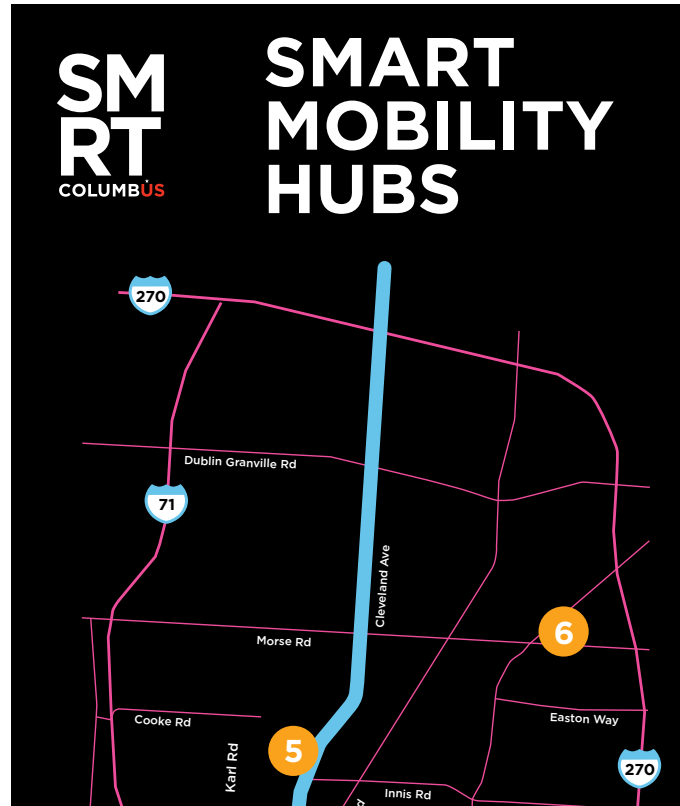 SM
RT
COLUMBUS
SMART
MOBILITY
HUBS
270
Dublin Granville Rd
71
Cleveland Ave
6
Morse Rd
Cooke Rd
Easton Way
Karl Rd
5
270
Innis Rd